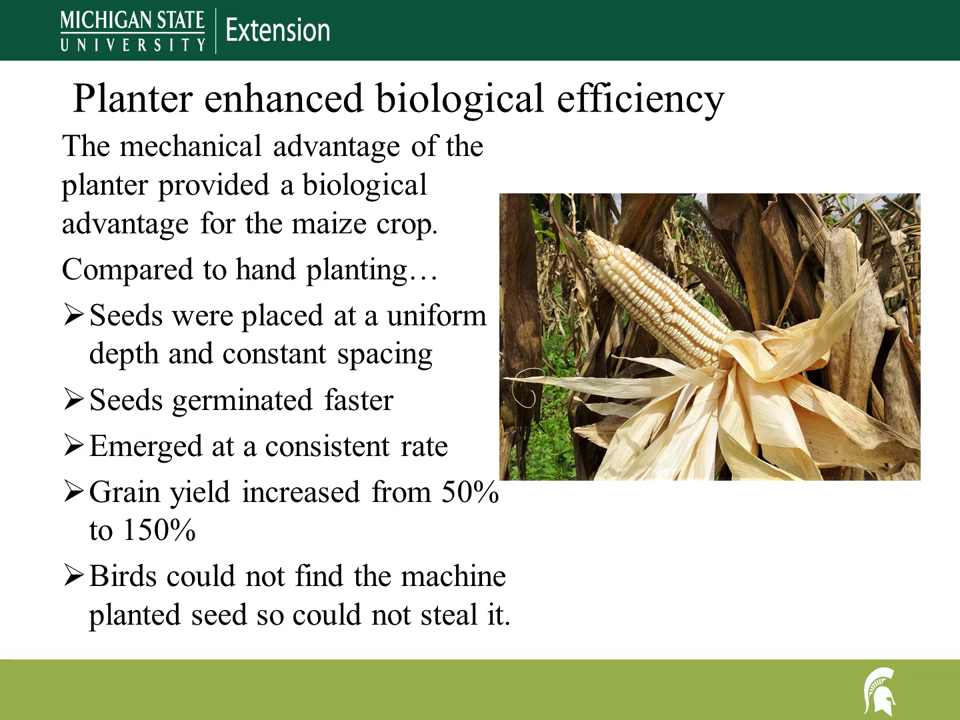 MICHIGAN STATE
UNIVERSITY
Extension
Planter enhanced biological efficiency
The mechanical advantage of the
planter provided a biological
advantage for the maize crop.
Compared to hand planting…
➢Seeds were placed at a uniform
depth and constant spacing
➢Seeds germinated faster
➢Emerged at a consistent rate
➢Grain yield increased from 50%
to 150%
➢Birds could not find the machine
planted seed so could not steal it.